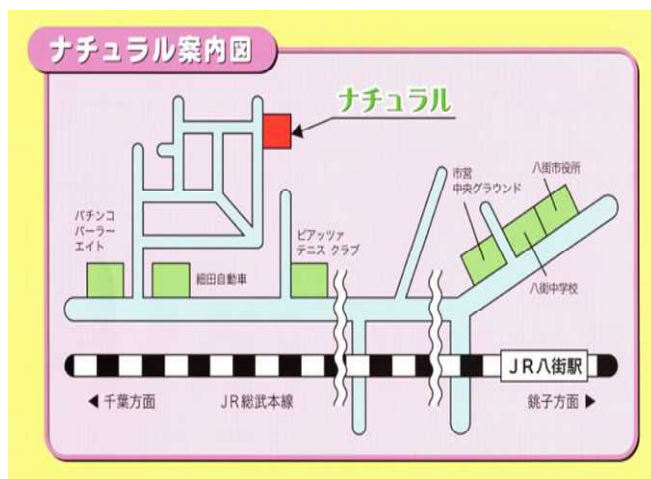 ナチュラル案内図
ナチュラル
市営
中央グラウンド
八街市役所
パチンコ
パーラー
エイト
細田自動車
ピアッツァ
テニス クラブ
八街中学校
JR八街駅
◀千葉方面
JR総武本線
銚子方面▶